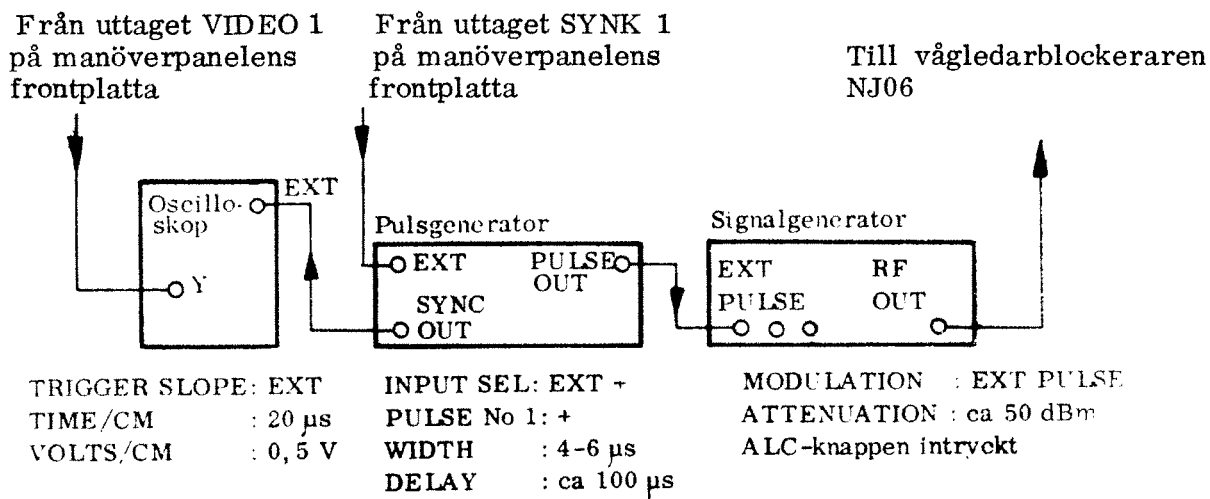 Från uttaget VIDEO 1
på manöverpanelens
frontplatta
Från uttaget SYNK 1
på manöverpanelens
frontplatta
Till vågledarblockeraren
NJ06
Oscillo-
skop
EXT
Y
Pulsgenerator
EXT
PULSE
OUT
SYNC
OUT
Signalgenerator
EXT
PULSE
RF
OUT
TRIGGER SLOPE: EXT
TIME/CM : 20 µs
VOLTS/CM : 0,5 V
INPUT SEL: EXT +
PULSE No 1: +
WIDTH : 4-6 µs
DELAY : ca 100 µs
MODULATION : EXT PULSE
ATTENUATION : ca 50 dBm
ALC-knappen intryckt